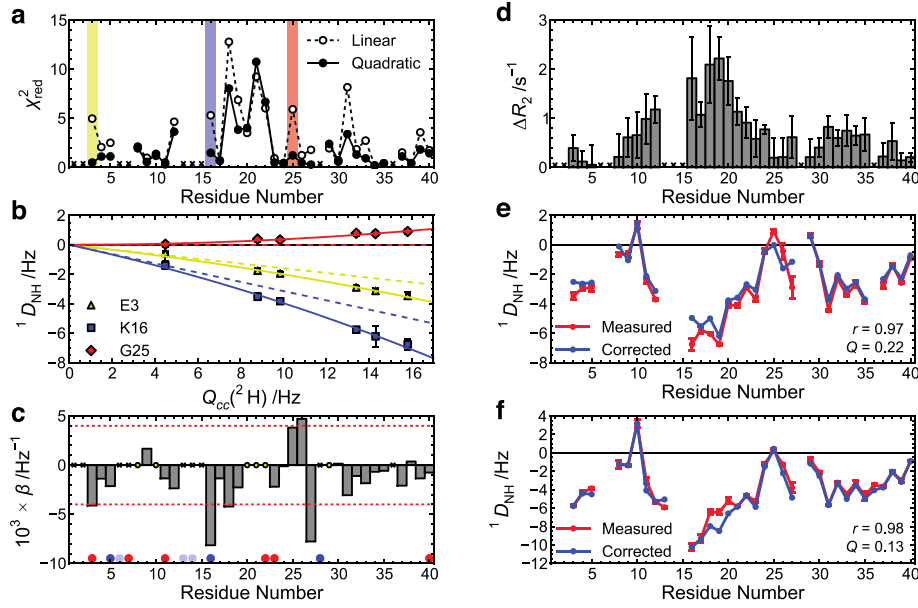 a
15
10
5
0
χ²red
Linear
Quadratic
10 20 30 40
Residue Number
b
2
0
−2
−4
−6
−8
¹DNH /Hz
E3
K16
G25
0 2 4 6 8 10 12 14 16
Qcc(²H) /Hz
c
5
0
−5
−10
10³ × β /Hz⁻¹
5 10 15 20 25 30 35 40
Residue Number
d
3
2
1
0
ΔR₂ /s⁻¹
5 10 15 20 25 30 35 40
Residue Number
e
2
0
−2
−4
−6
−8
¹DNH /Hz
Measured
Corrected
r = 0.97
Q = 0.22
5 10 15 20 25 30 35 40
Residue Number
f
4
2
0
−2
−4
−6
−8
−10
−12
¹DNH /Hz
Measured
Corrected
r = 0.98
Q = 0.13
5 10 15 20 25 30 35 40
Residue Number